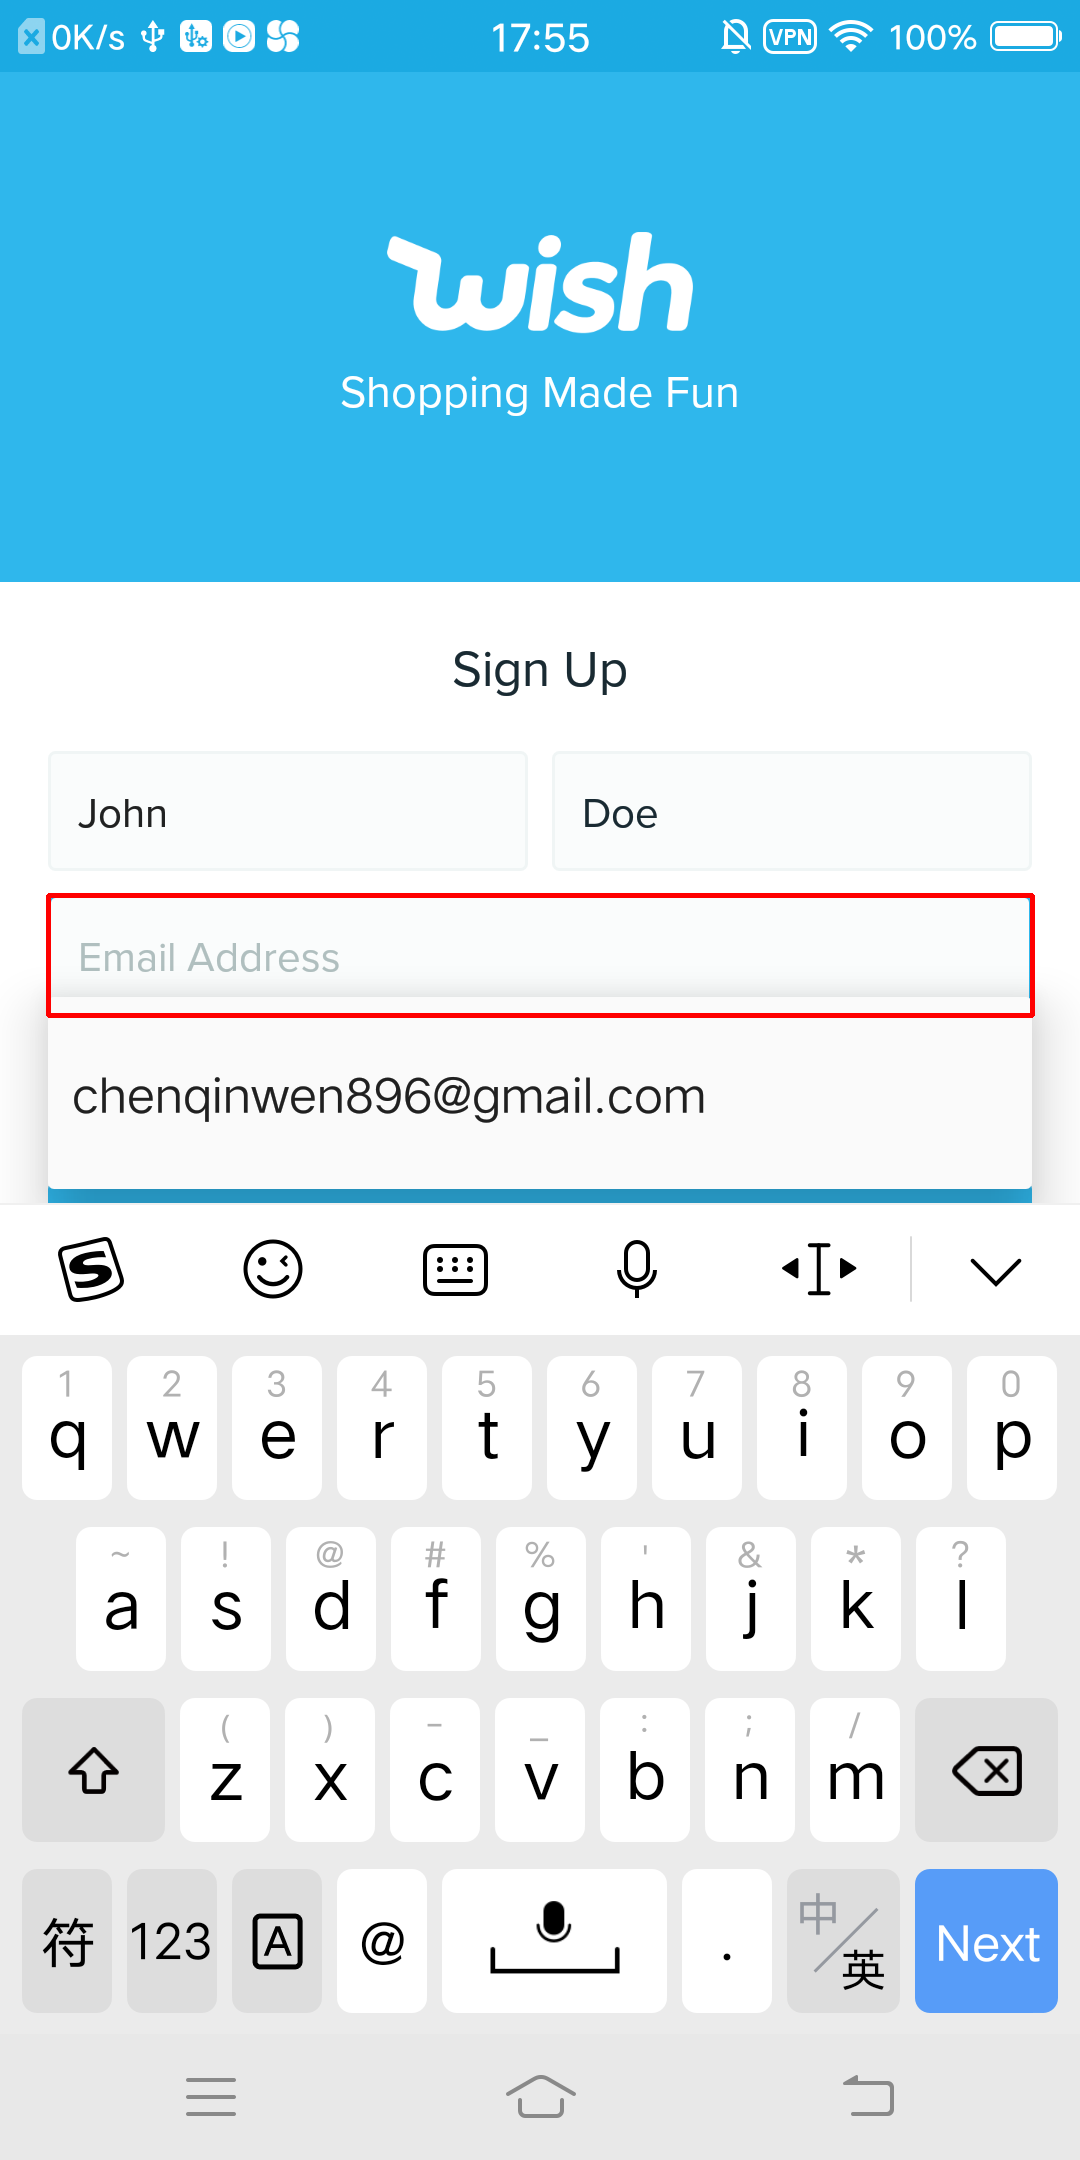 0K/s 17:55 VPN 100%
wish
Shopping Made Fun
Sign Up
John Doe
Email Address
chenqinwen896@gmail.com
S
1 2 3 4 5 6 7 8 9 0
q w e r t y u i o p
~ ! @ # % ' & * ?
a s d f g h j k l
( ) - _ : ; /
z x c v b n m
符 123 A @ . 中/英 Next